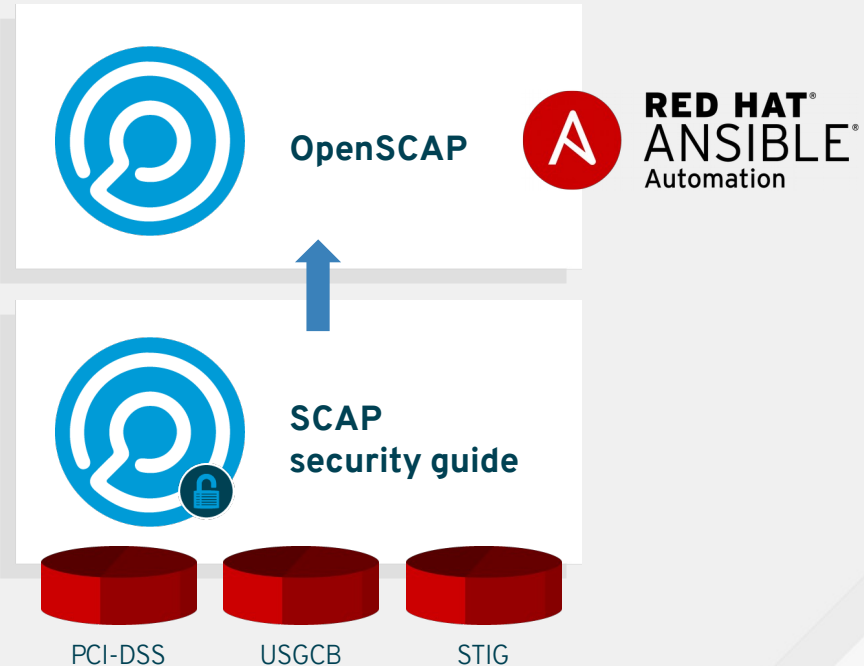 OpenSCAP
RED HAT®
ANSIBLE®
Automation
SCAP
security guide
PCI-DSS
USGCB
STIG